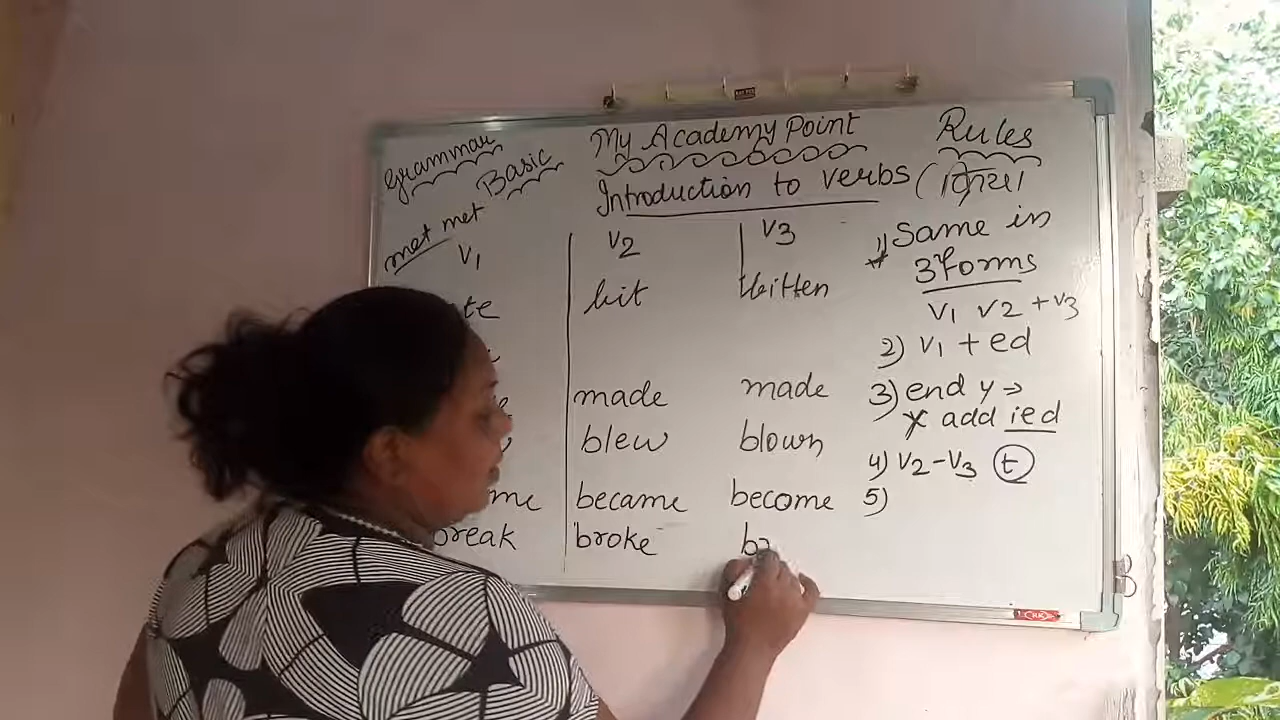 Grammar Basic
My Academy Point
Rules
Introduction to verbs (क्रिया)
met met
V1 V2 V3
bit bitten
made made
blew blown
became become
break broke br
1) Same in
3 Forms
V1 V2 + V3
2) V1 + ed
3) end y →
X add ied
4) V2 - V3 (t)
5)